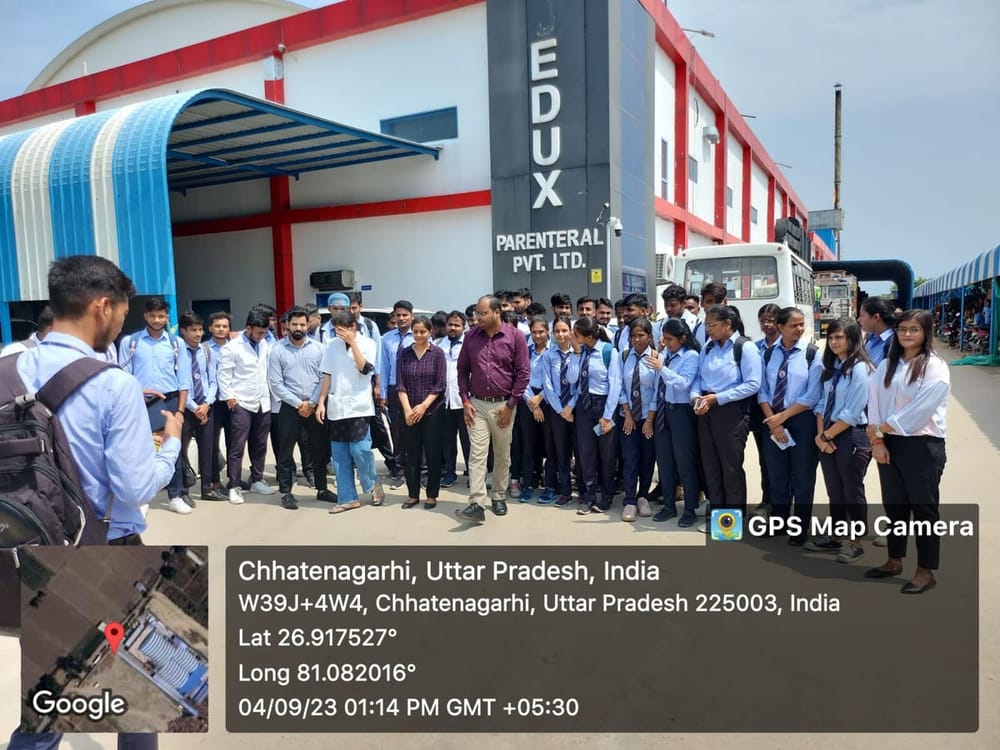 EDUX
PARENTERAL
PVT. LTD.
GPS Map Camera
Chhatenagarhi, Uttar Pradesh, India
W39J+4W4, Chhatenagarhi, Uttar Pradesh 225003, India
Lat 26.917527°
Long 81.082016°
04/09/23 01:14 PM GMT +05:30
Google